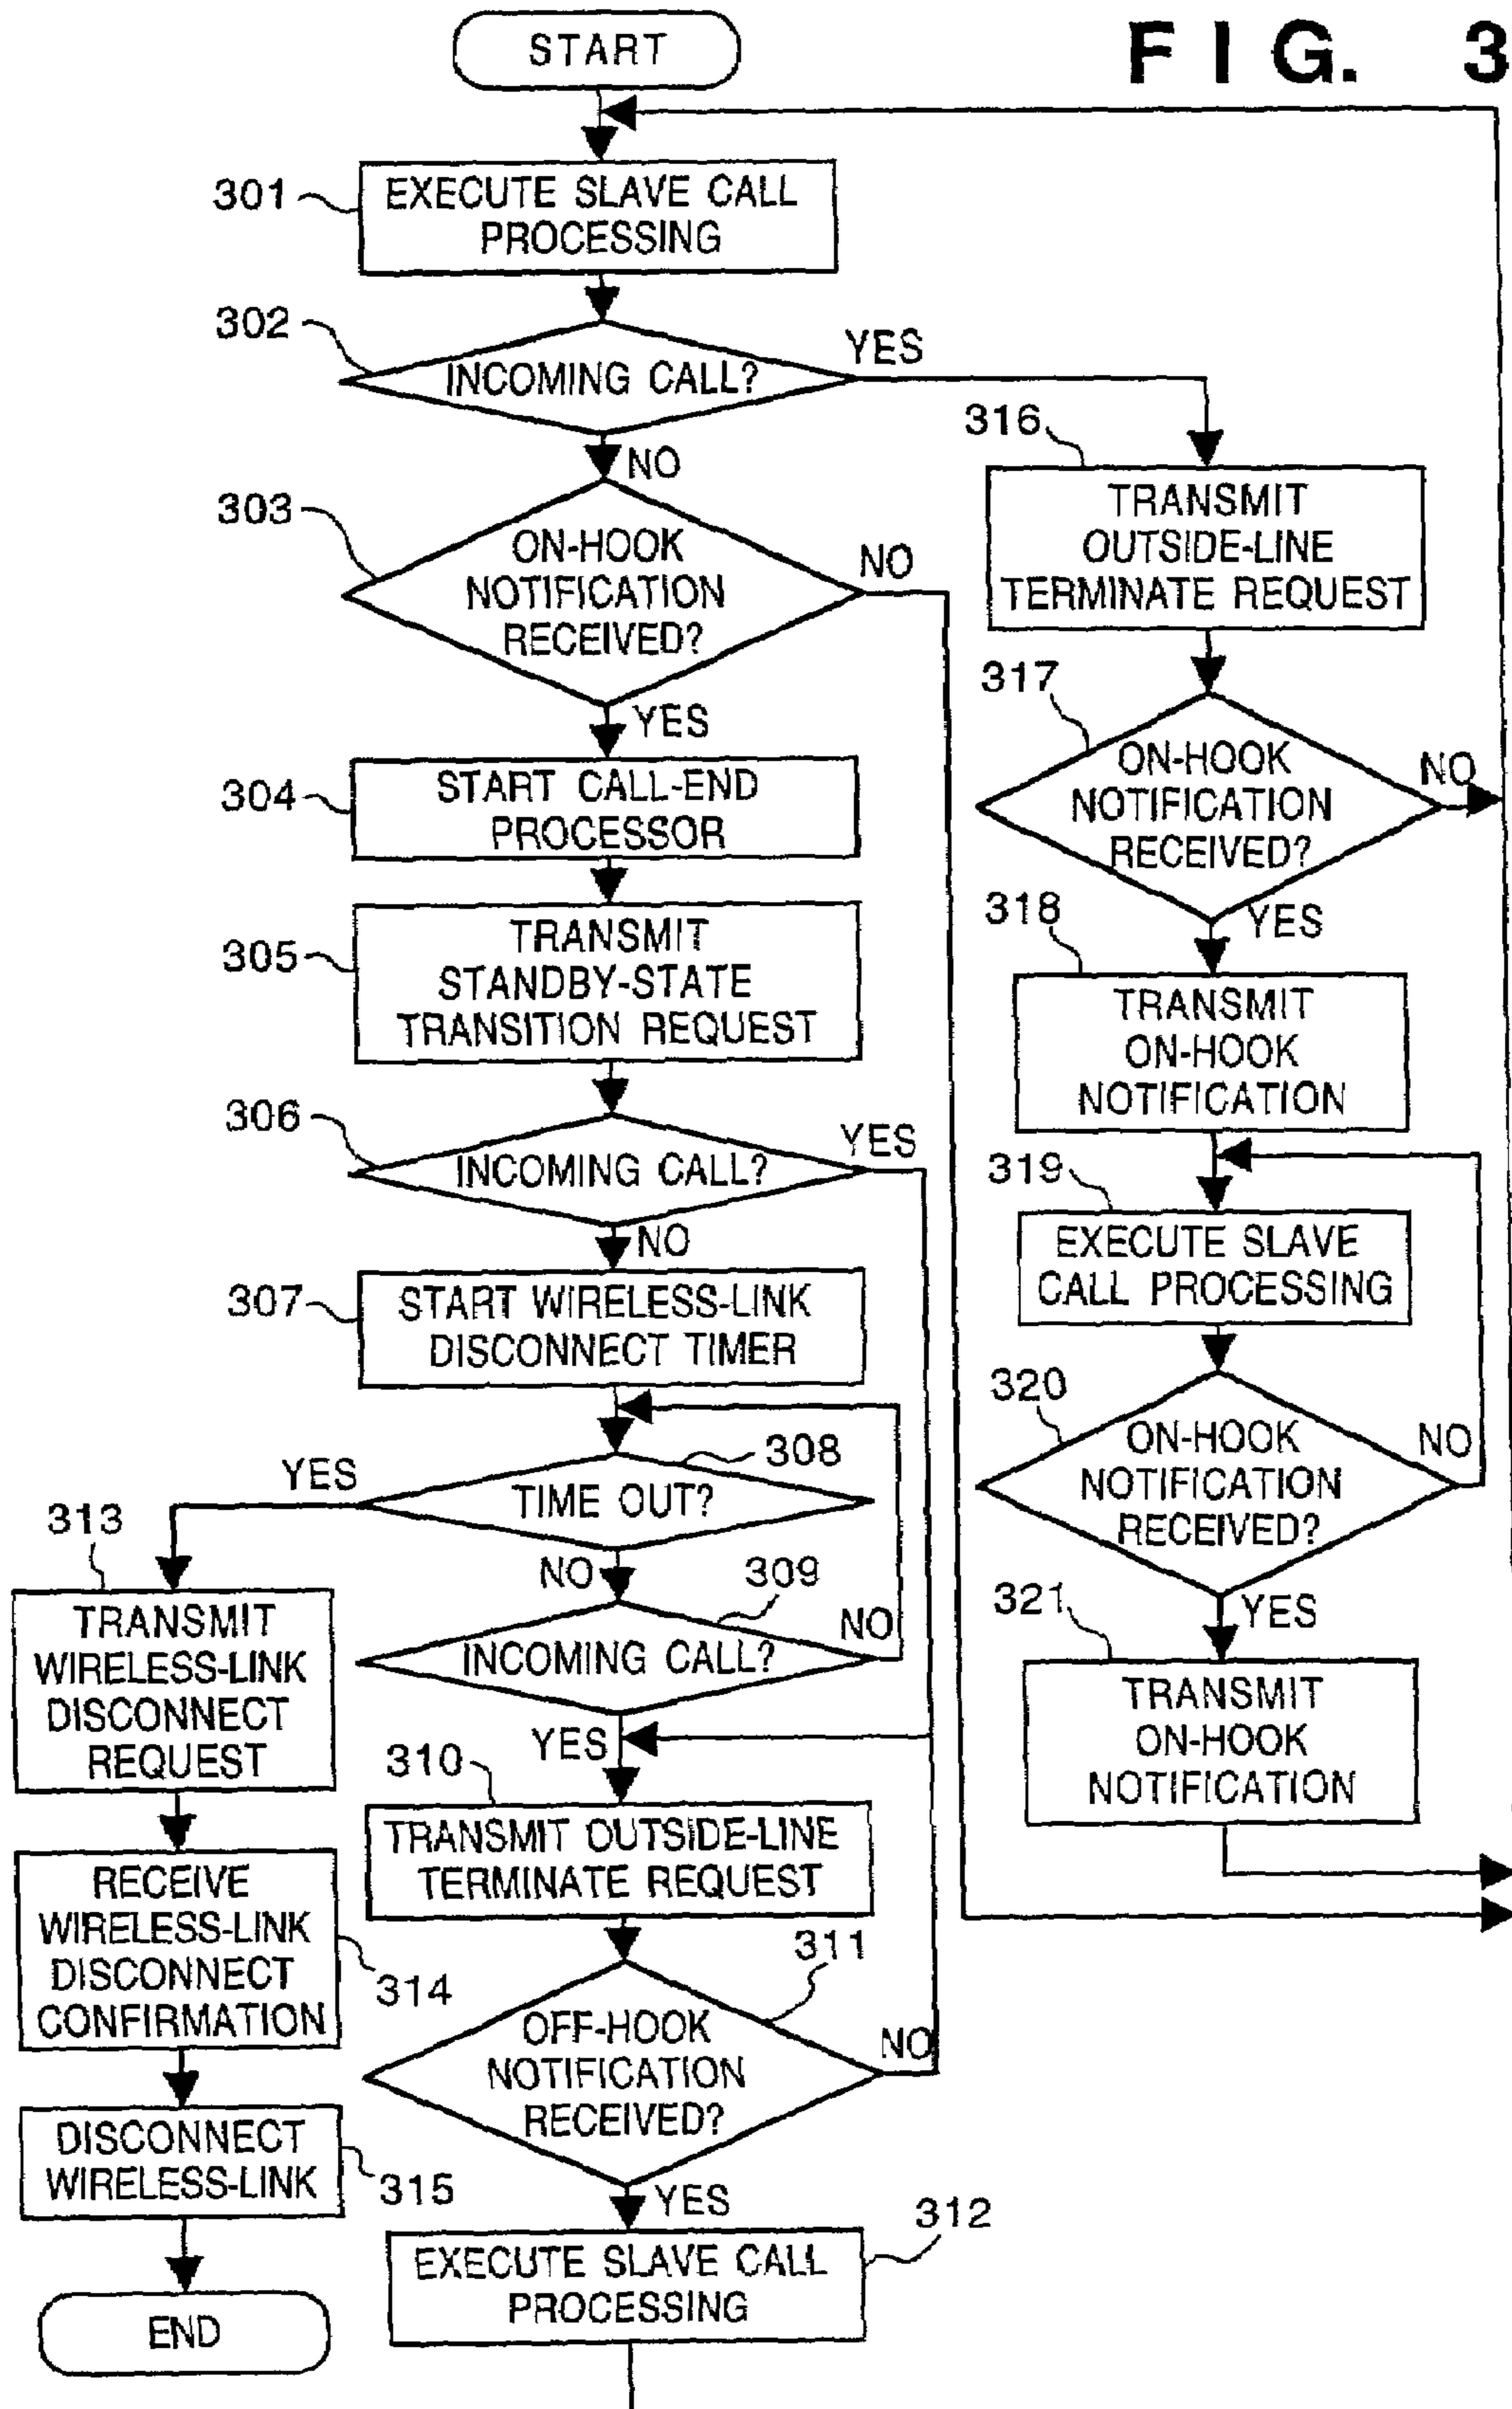 FIG. 3
START
301
EXECUTE SLAVE CALL
PROCESSING
302
INCOMING CALL?
YES
NO
303
ON-HOOK
NOTIFICATION
RECEIVED?
NO
YES
304
START CALL-END
PROCESSOR
305
TRANSMIT
STANDBY-STATE
TRANSITION REQUEST
306
INCOMING CALL?
YES
NO
307
START WIRELESS-LINK
DISCONNECT TIMER
308
TIME OUT?
YES
NO
309
INCOMING CALL?
NO
YES
310
TRANSMIT OUTSIDE-LINE
TERMINATE REQUEST
311
OFF-HOOK
NOTIFICATION
RECEIVED?
NO
YES
312
EXECUTE SLAVE CALL
PROCESSING
313
TRANSMIT
WIRELESS-LINK
DISCONNECT
REQUEST
RECEIVE
WIRELESS-LINK
DISCONNECT
CONFIRMATION
314
DISCONNECT
WIRELESS-LINK
315
END
316
TRANSMIT
OUTSIDE-LINE
TERMINATE REQUEST
317
ON-HOOK
NOTIFICATION
RECEIVED?
NO
YES
318
TRANSMIT
ON-HOOK
NOTIFICATION
319
EXECUTE SLAVE
CALL PROCESSING
320
ON-HOOK
NOTIFICATION
RECEIVED?
NO
YES
321
TRANSMIT
ON-HOOK
NOTIFICATION